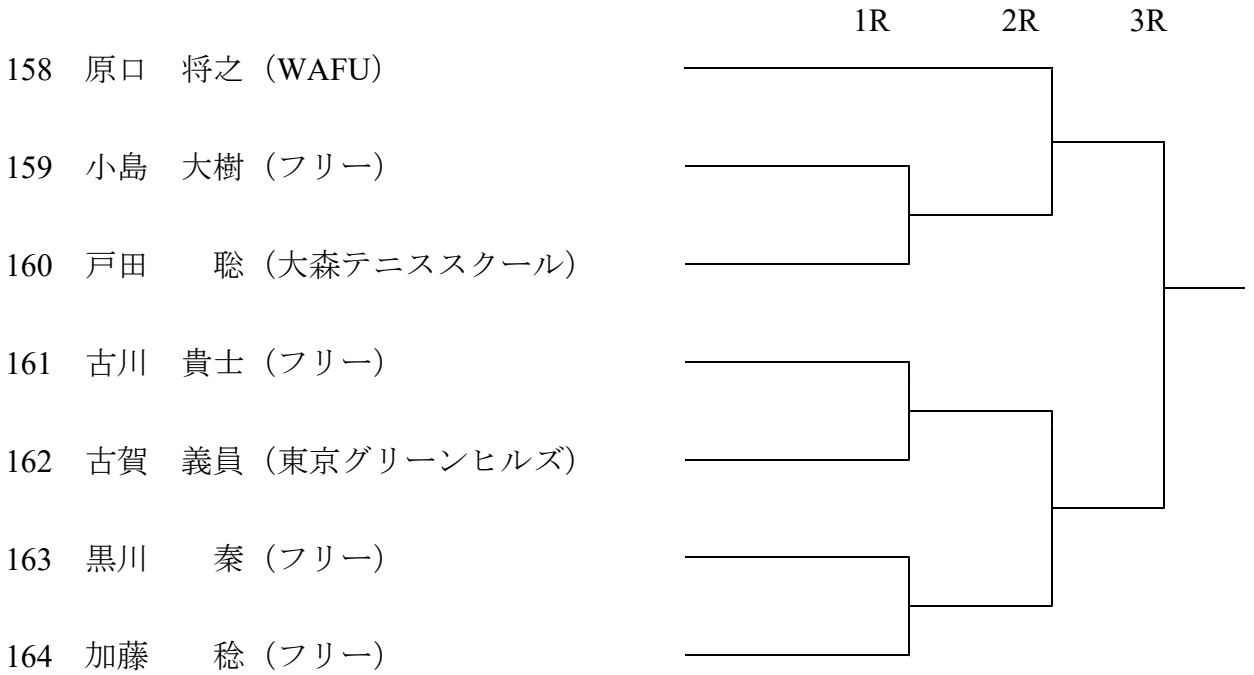 1R 2R 3R
158 原口 将之（WAFU）
159 小島 大樹（フリー）
160 戸田 聡（大森テニススクール）
161 古川 貴士（フリー）
162 古賀 義員（東京グリーンヒルズ）
163 黒川 秦（フリー）
164 加藤 稔（フリー）